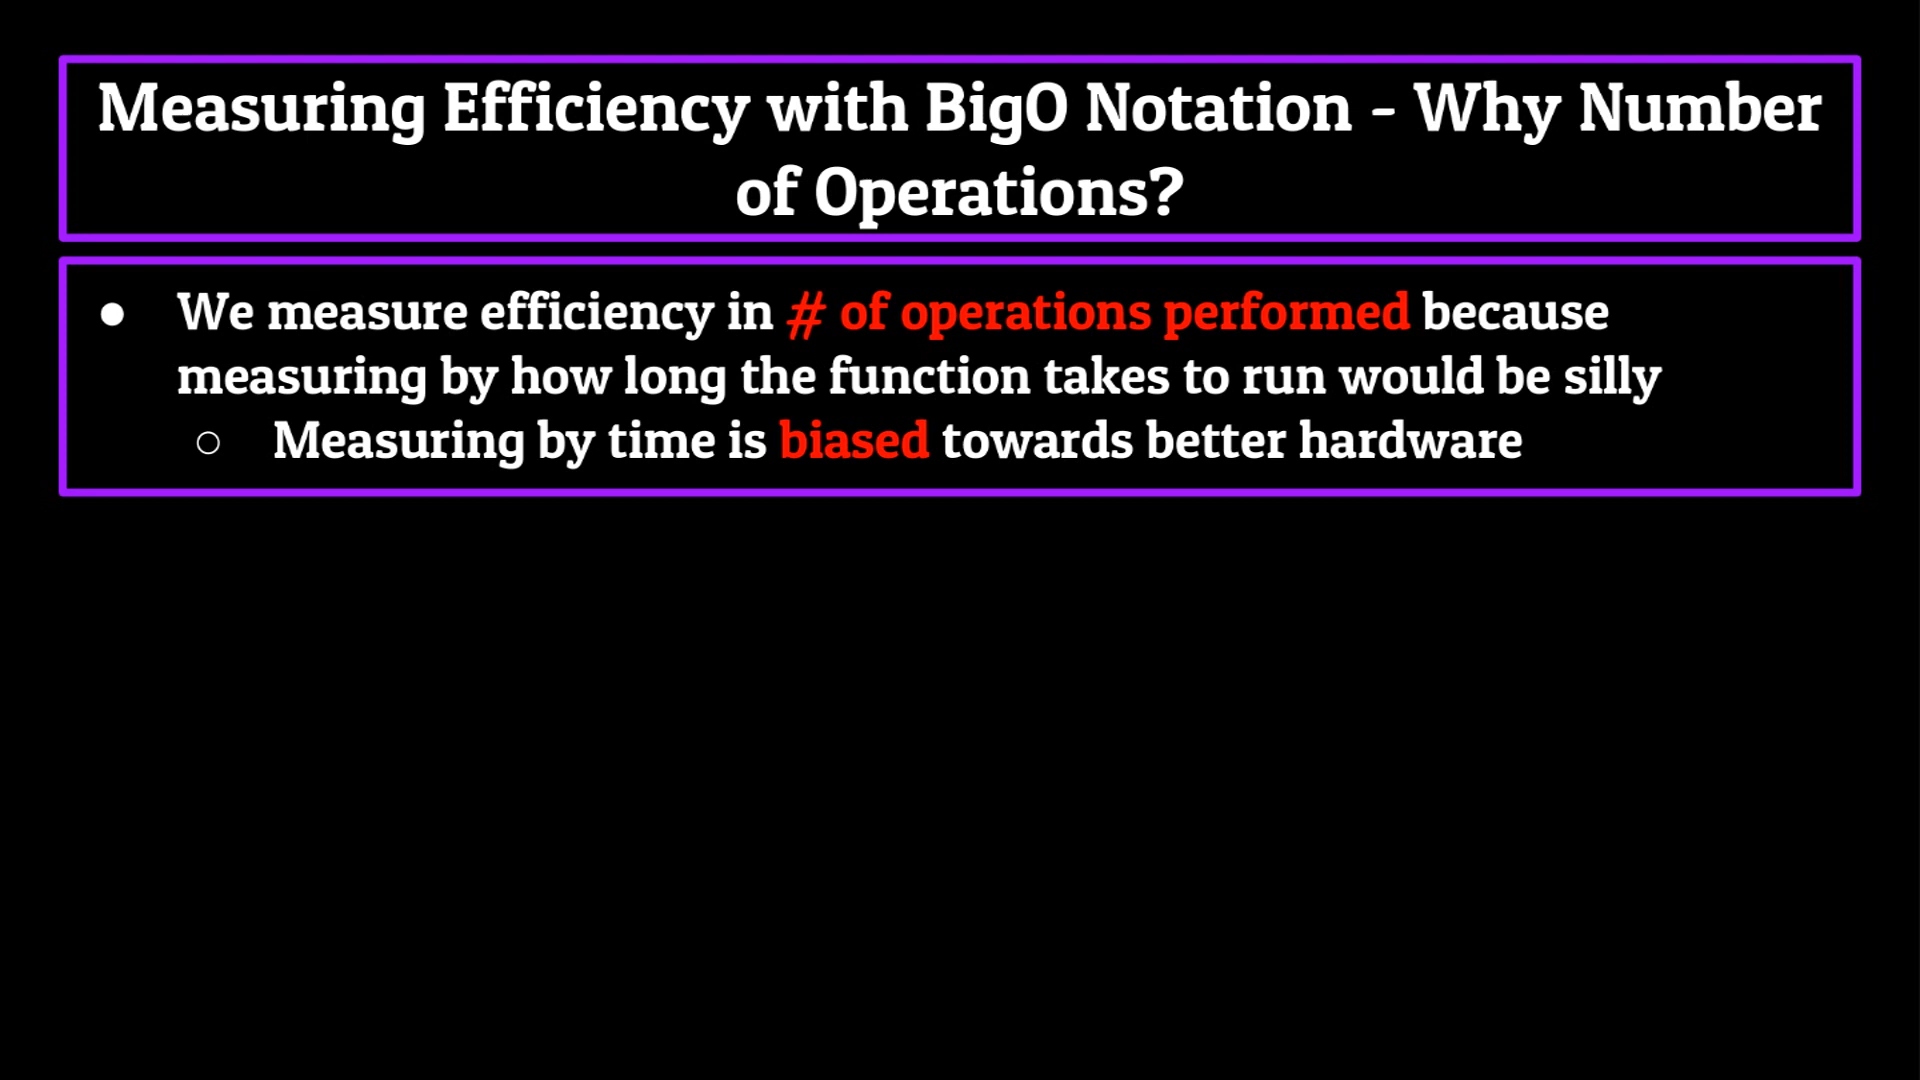 Measuring Efficiency with BigO Notation - Why Number
of Operations?
● We measure efficiency in # of operations performed because
measuring by how long the function takes to run would be silly
○ Measuring by time is biased towards better hardware